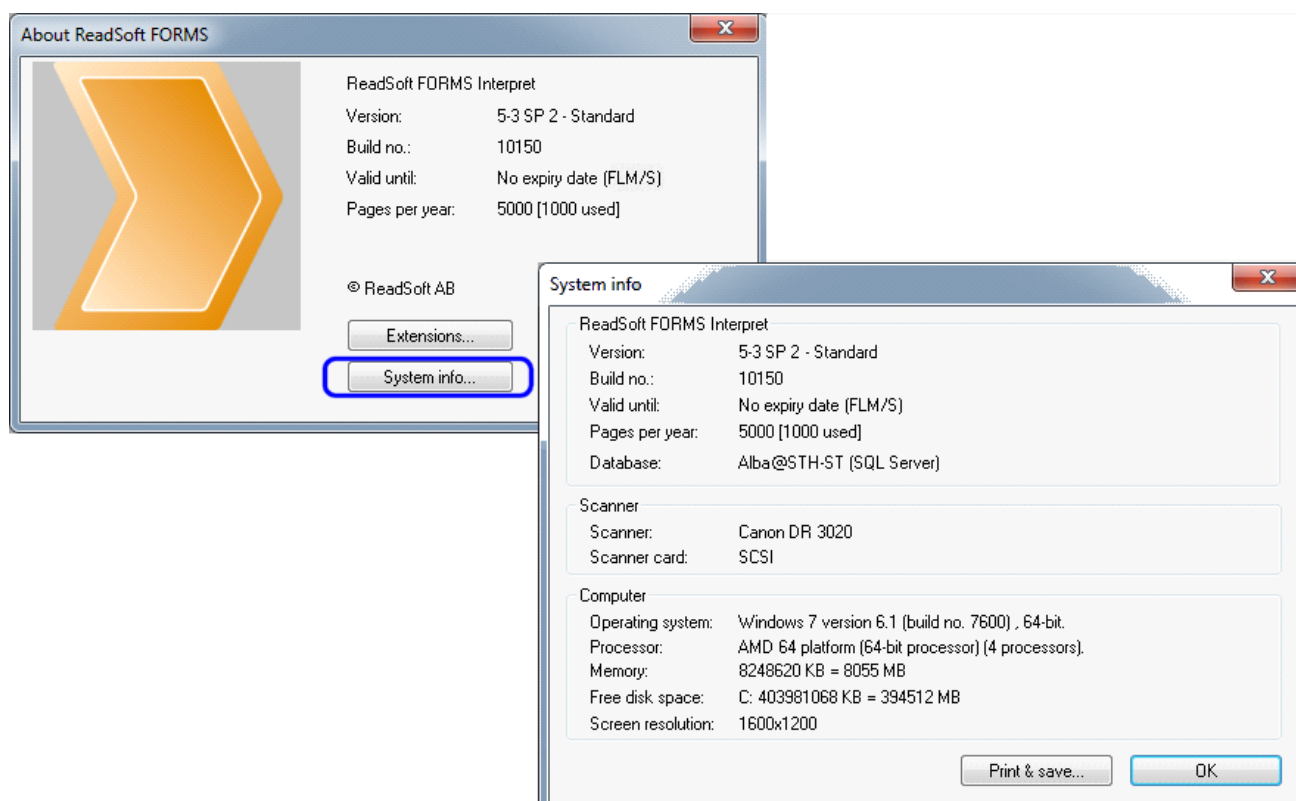 About ReadSoft FORMS
ReadSoft FORMS Interpret
Version: 5-3 SP 2 - Standard
Build no.: 10150
Valid until: No expiry date (FLM/S)
Pages per year: 5000 [1000 used]
© ReadSoft AB
Extensions...
System info...
System info
ReadSoft FORMS Interpret
Version: 5-3 SP 2 - Standard
Build no.: 10150
Valid until: No expiry date (FLM/S)
Pages per year: 5000 [1000 used]
Database: Alba@STH-ST (SQL Server)
Scanner
Scanner: Canon DR 3020
Scanner card: SCSI
Computer
Operating system: Windows 7 version 6.1 (build no. 7600) , 64-bit.
Processor: AMD 64 platform (64-bit processor) (4 processors).
Memory: 8248620 KB = 8055 MB
Free disk space: C: 403981068 KB = 394512 MB
Screen resolution: 1600x1200
Print & save... OK